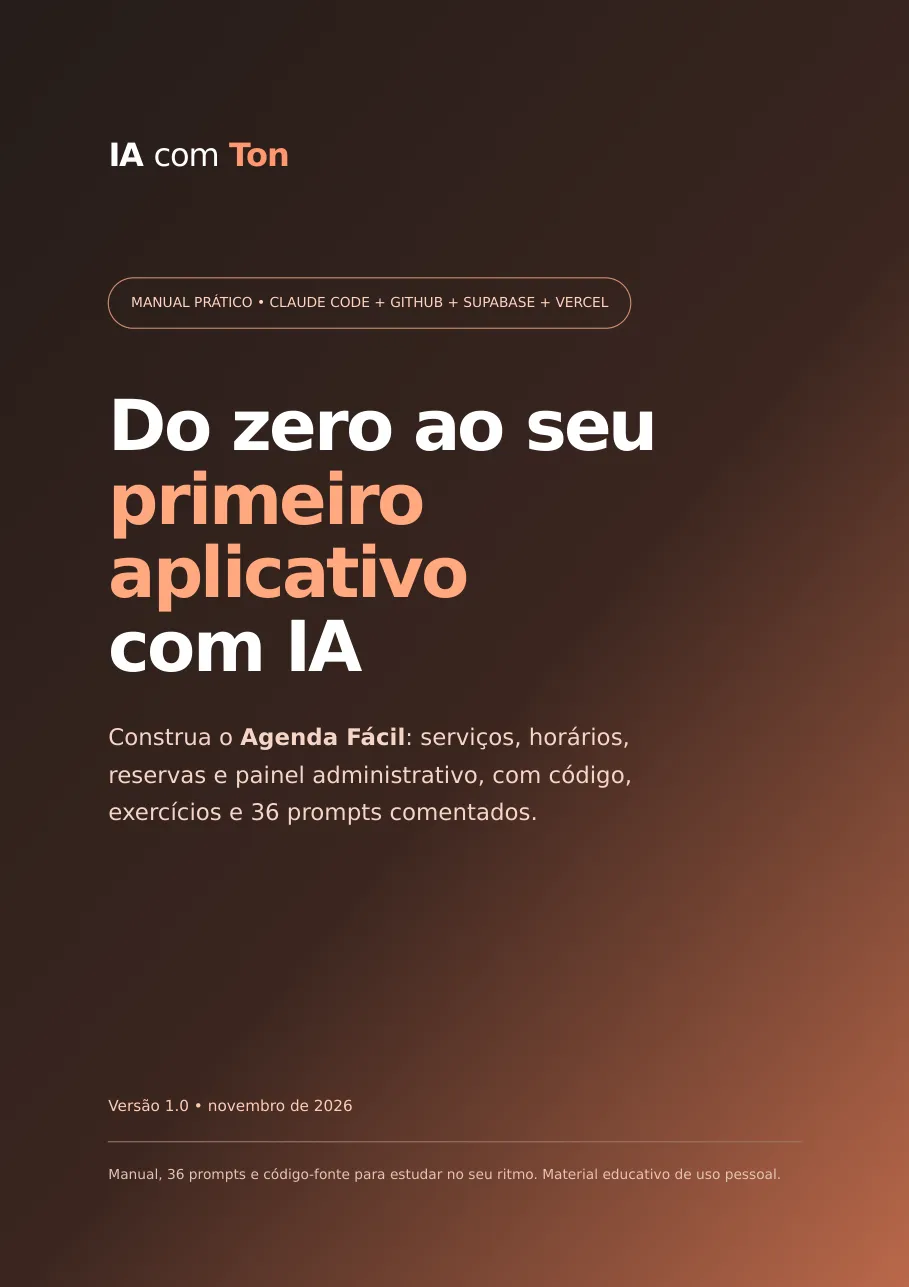 IA com Ton
MANUAL PRÁTICO • CLAUDE CODE + GITHUB + SUPABASE + VERCEL
Do zero ao seu
primeiro
aplicativo
com IA
Construa o Agenda Fácil: serviços, horários,
reservas e painel administrativo, com código,
exercícios e 36 prompts comentados.
Versão 1.0 • novembro de 2026
Manual, 36 prompts e código-fonte para estudar no seu ritmo. Material educativo de uso pessoal.